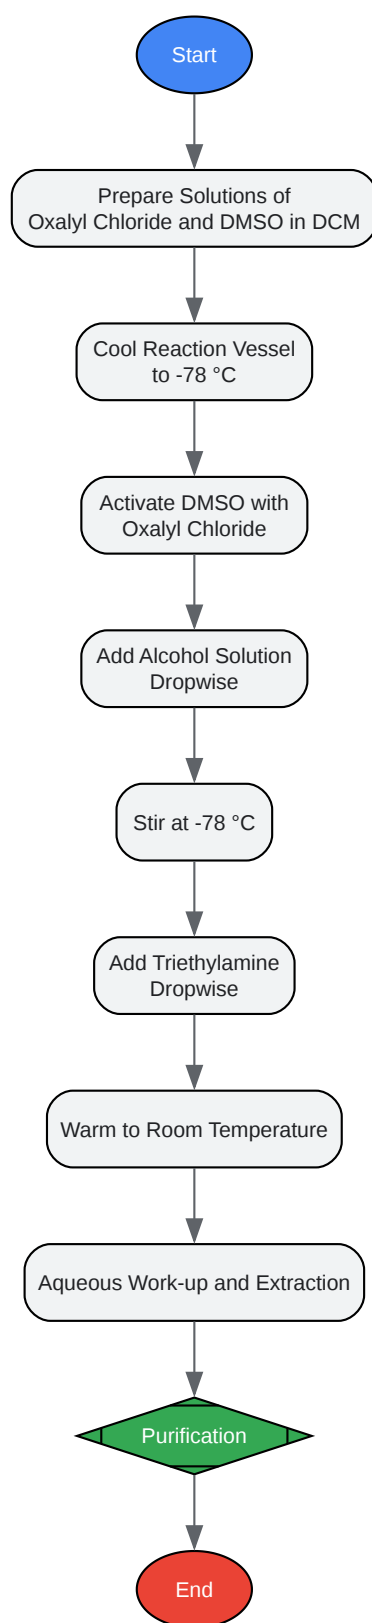 Start
Prepare Solutions of
Oxalyl Chloride and DMSO in DCM
Cool Reaction Vessel
to -78 °C
Activate DMSO with
Oxalyl Chloride
Add Alcohol Solution
Dropwise
Stir at -78 °C
Add Triethylamine
Dropwise
Warm to Room Temperature
Aqueous Work-up and Extraction
Purification
End